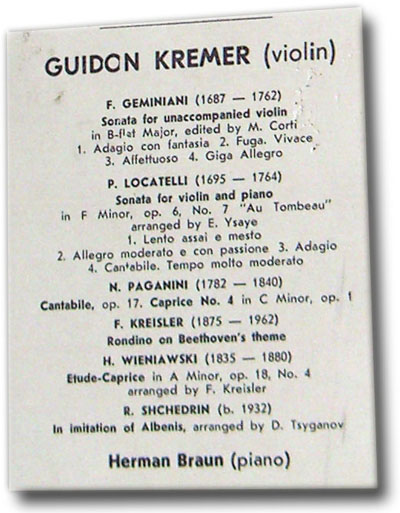 GUIDON KREMER (violin)
F. GEMINIANI (1687 — 1762)
Sonata for unaccompanied violin
in B-flat Major, edited by M. Corti
1. Adagio con fantasia 2. Fuga. Vivace
3. Affettuoso 4. Giga Allegro
P. LOCATELLI (1695 — 1764)
Sonata for violin and piano
in F Minor, op. 6, No. 7 "Au Tombeau"
arranged by E. Ysaye
1. Lento assai e mesto
2. Allegro moderato e con passione 3. Adagio
4. Cantabile. Tempo molto moderato
N. PAGANINI (1782 — 1840)
Cantabile, op. 17. Caprice No. 4 in C Minor, op. 1
F. KREISLER (1875 — 1962)
Rondino on Beethoven's theme
H. WIENIAWSKI (1835 — 1880)
Etude-Caprice in A Minor, op. 18, No. 4
arranged by F. Kreisler
R. SHCHEDRIN (b. 1932)
In imitation of Albenis, arranged by D. Tsyganov
Herman Braun (piano)